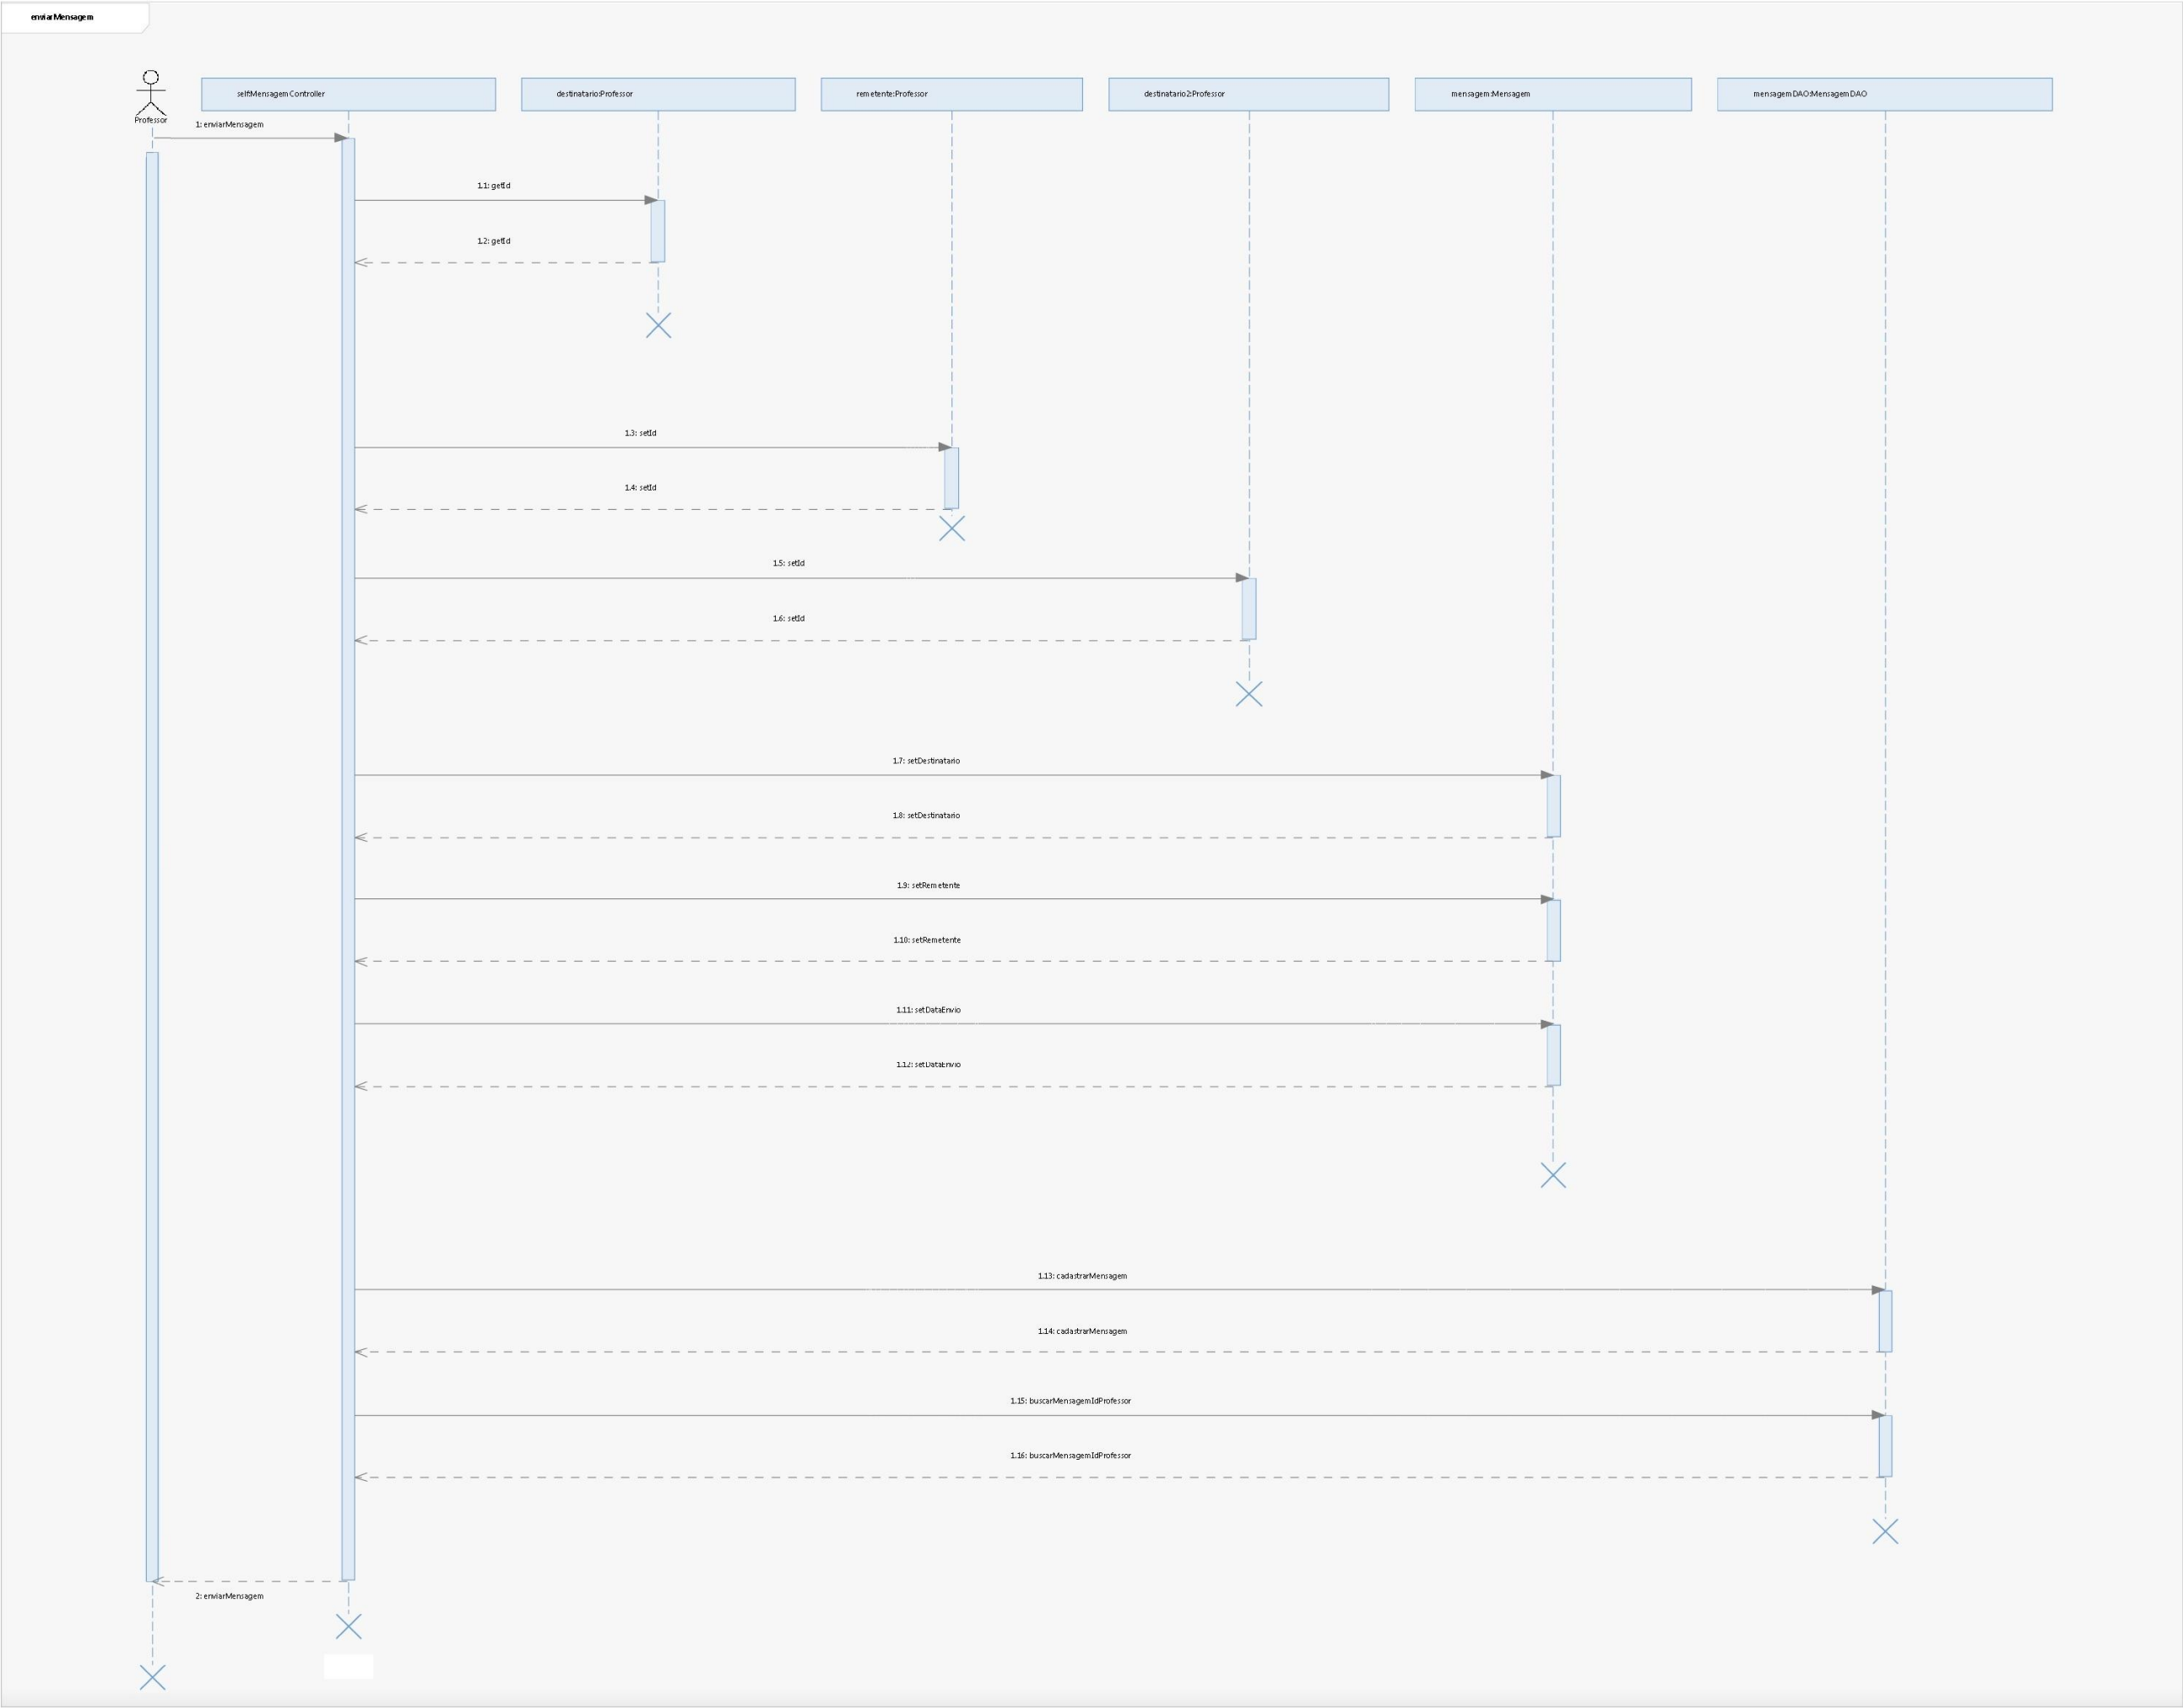 enviarMensagem
Professor
self:MensagemController
destinatario:Professor
remetente:Professor
destinatario2:Professor
mensagem:Mensagem
mensagemDAO:MensagemDAO
1: enviarMensagem
1.1: getId
1.2: getId
1.3: setId
1.4: setId
1.5: setId
1.6: setId
1.7: setDestinatario
1.8: setDestinatario
1.9: setRemetente
1.10: setRemetente
1.11: setDataEnvio
1.12: setDataEnvio
1.13: cadastrarMensagem
1.14: cadastrarMensagem
1.15: buscarMensagemIdProfessor
1.16: buscarMensagemIdProfessor
2: enviarMensagem